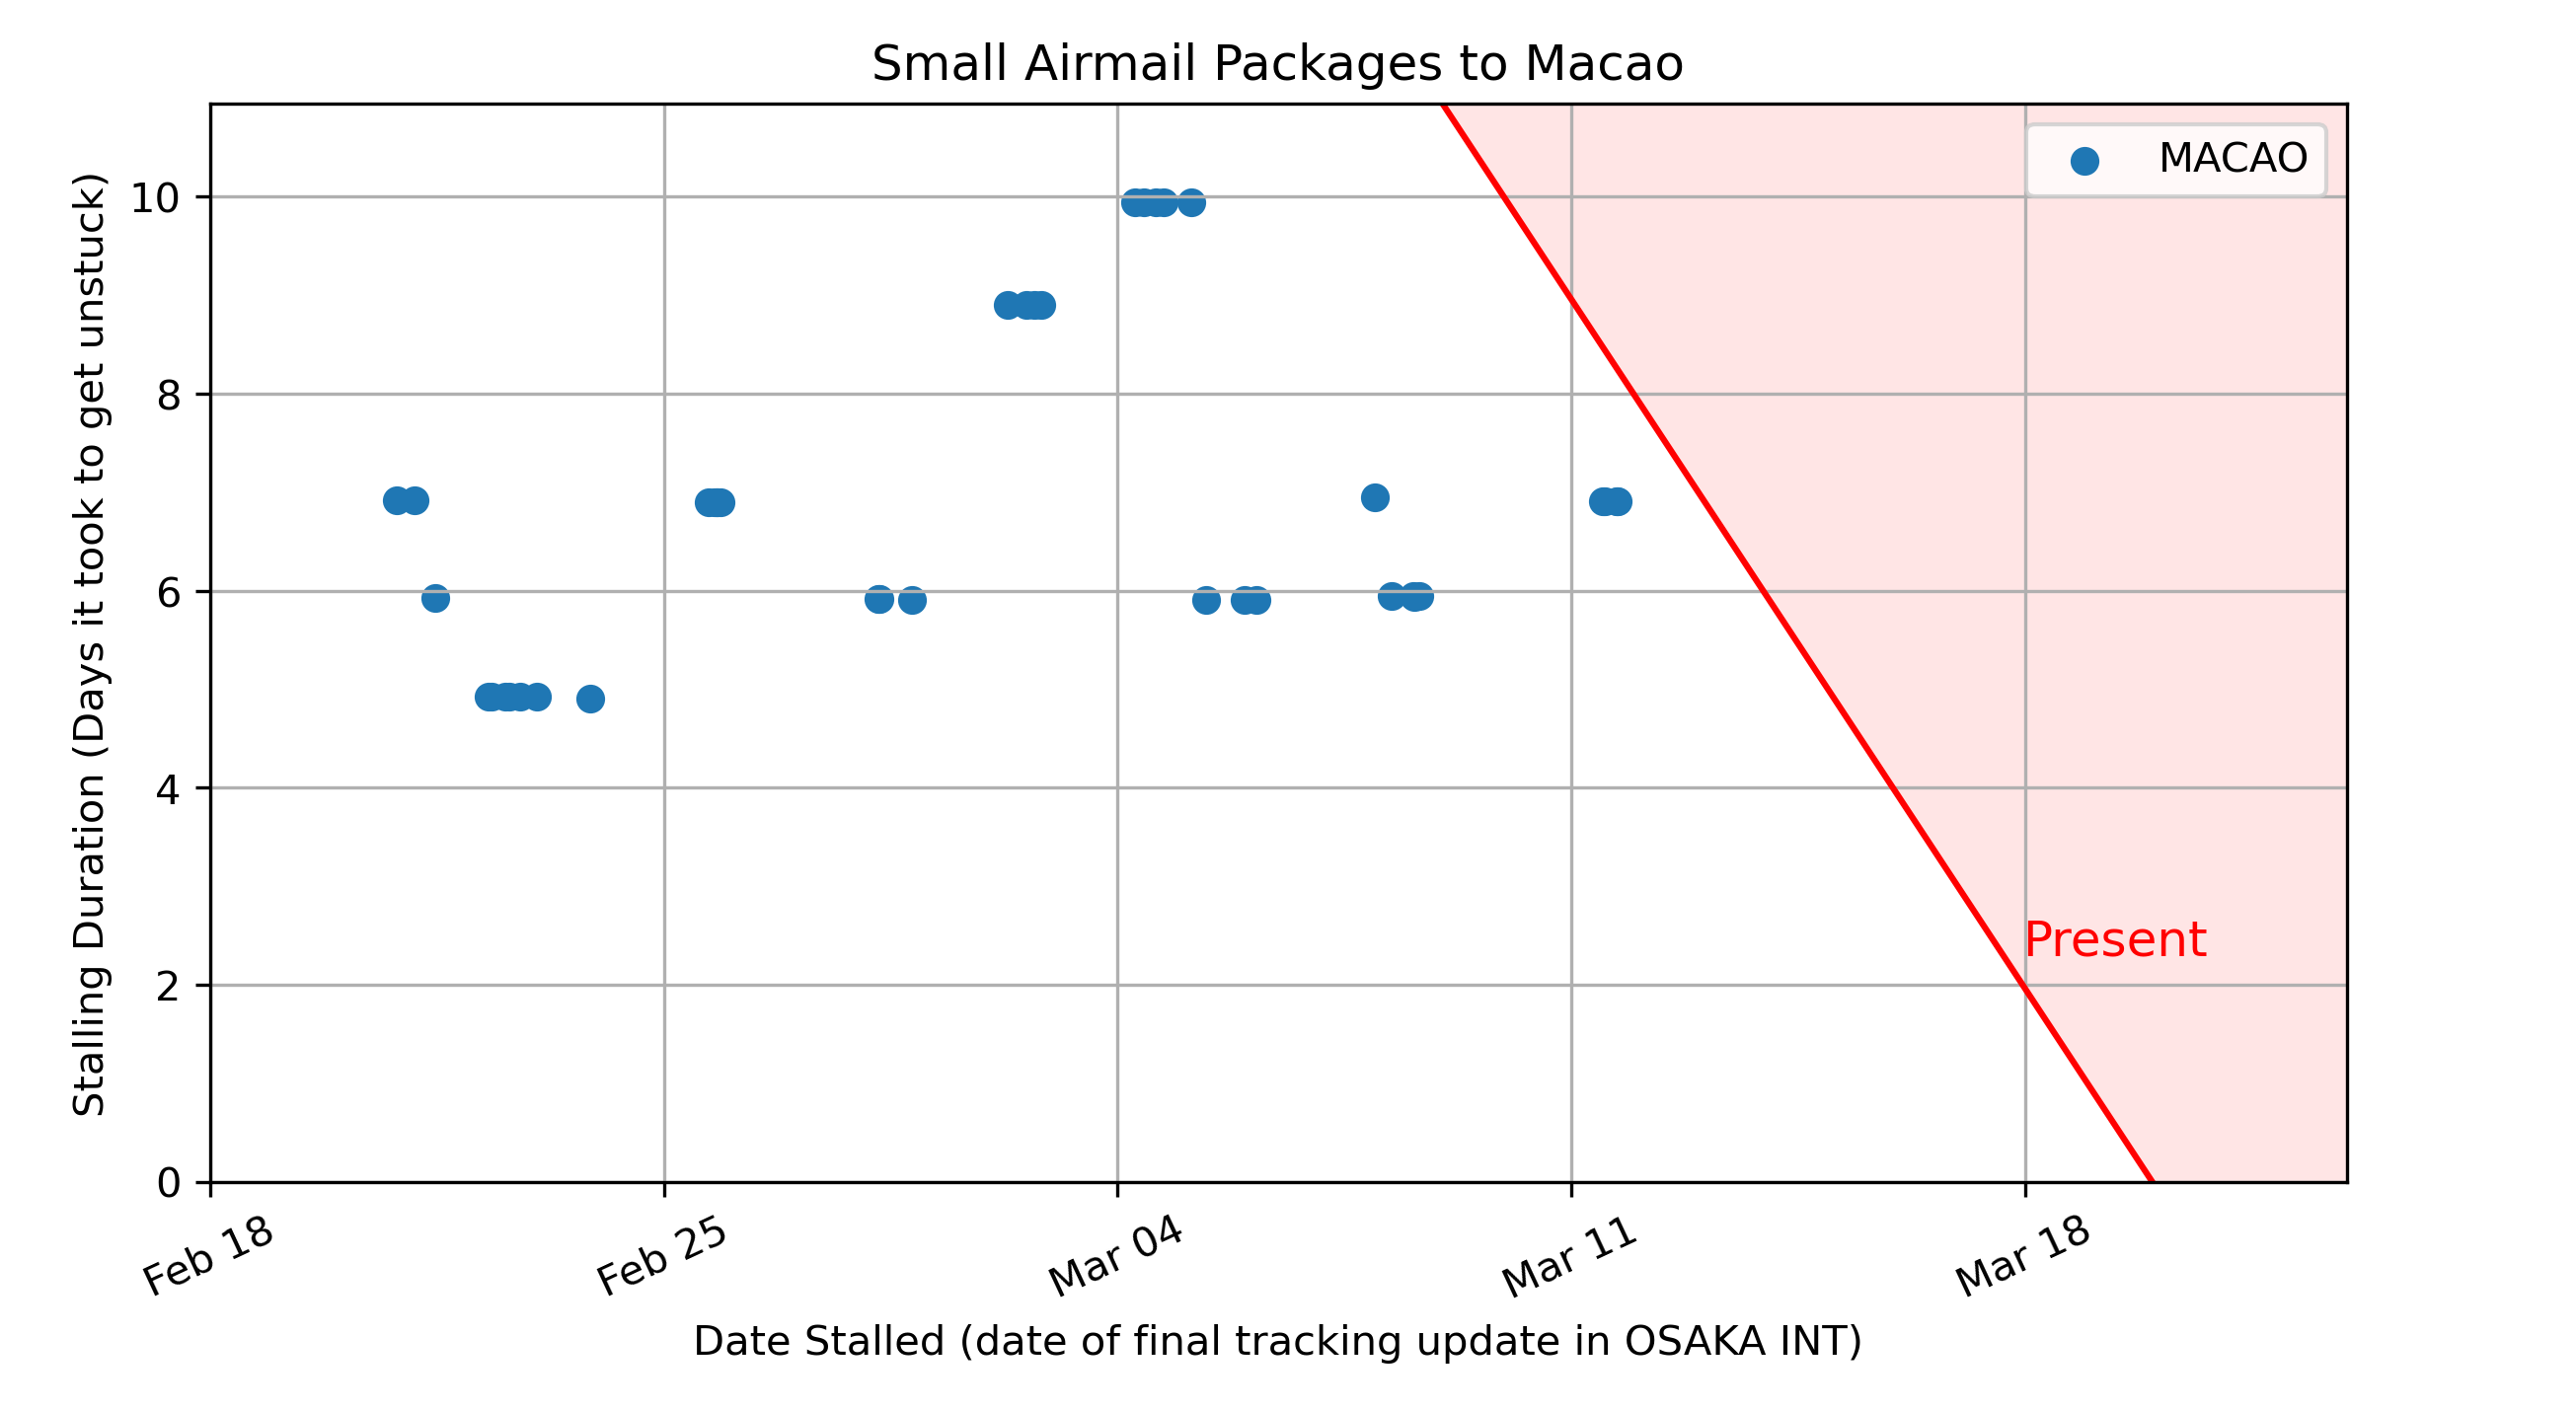 Small Airmail Packages to Macao
MACAO
Stalling Duration (Days it took to get unstuck)
10
8
6
4
2
0
Present
Feb 18
Feb 25
Mar 04
Mar 11
Mar 18
Date Stalled (date of final tracking update in OSAKA INT)